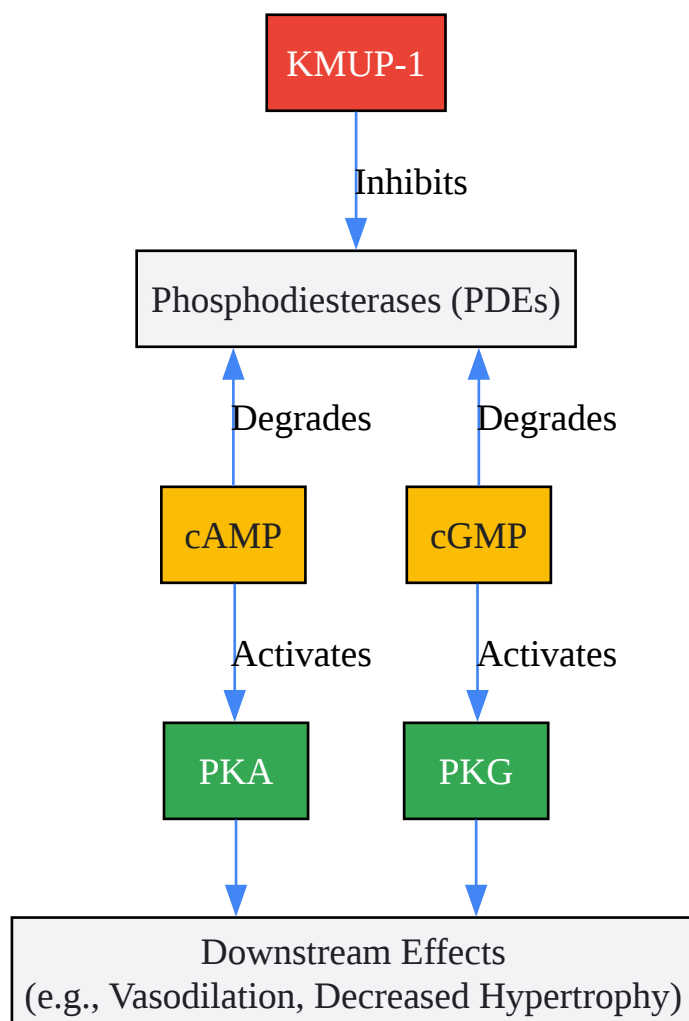 KMUP-1
Inhibits
Phosphodiesterases (PDEs)
Degrades
Degrades
cAMP
cGMP
Activates
Activates
PKA
PKG
Downstream Effects
(e.g., Vasodilation, Decreased Hypertrophy)